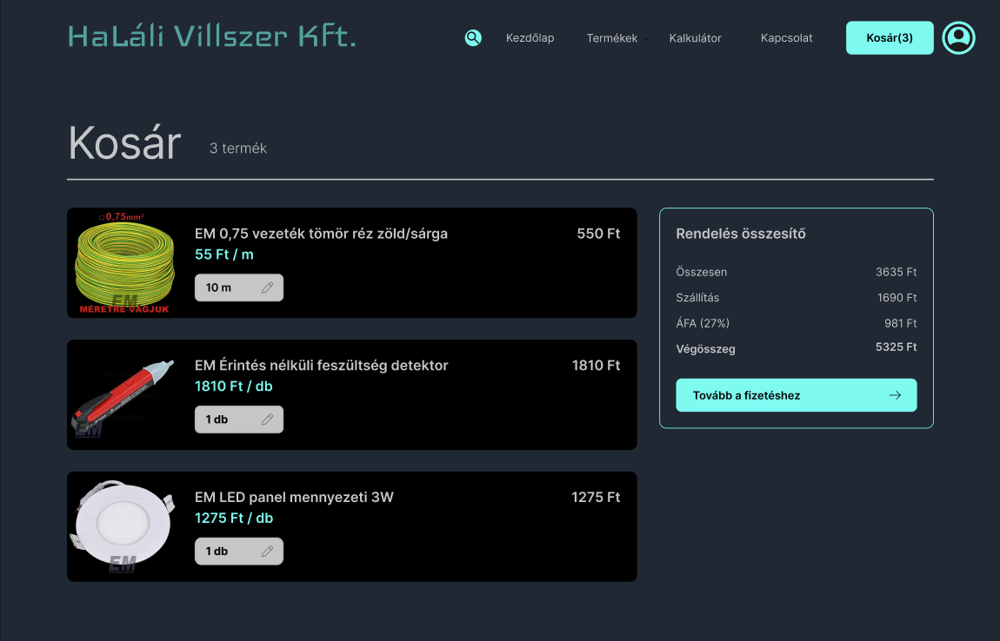 HaLáli Villszer Kft.
Kezdőlap
Termékek
Kalkulátor
Kapcsolat
Kosár(3)
Kosár
3 termék
□0,75mm²
EM
MÉRETRE VÁGJUK
EM 0,75 vezeték tömör réz zöld/sárga
550 Ft
55 Ft / m
10 m
EM
EM Érintés nélküli feszültség detektor
1810 Ft
1810 Ft / db
1 db
EM
EM LED panel mennyezeti 3W
1275 Ft
1275 Ft / db
1 db
Rendelés összesítő
Összesen
3635 Ft
Szállítás
1690 Ft
ÁFA (27%)
981 Ft
Végösszeg
5325 Ft
Tovább a fizetéshez